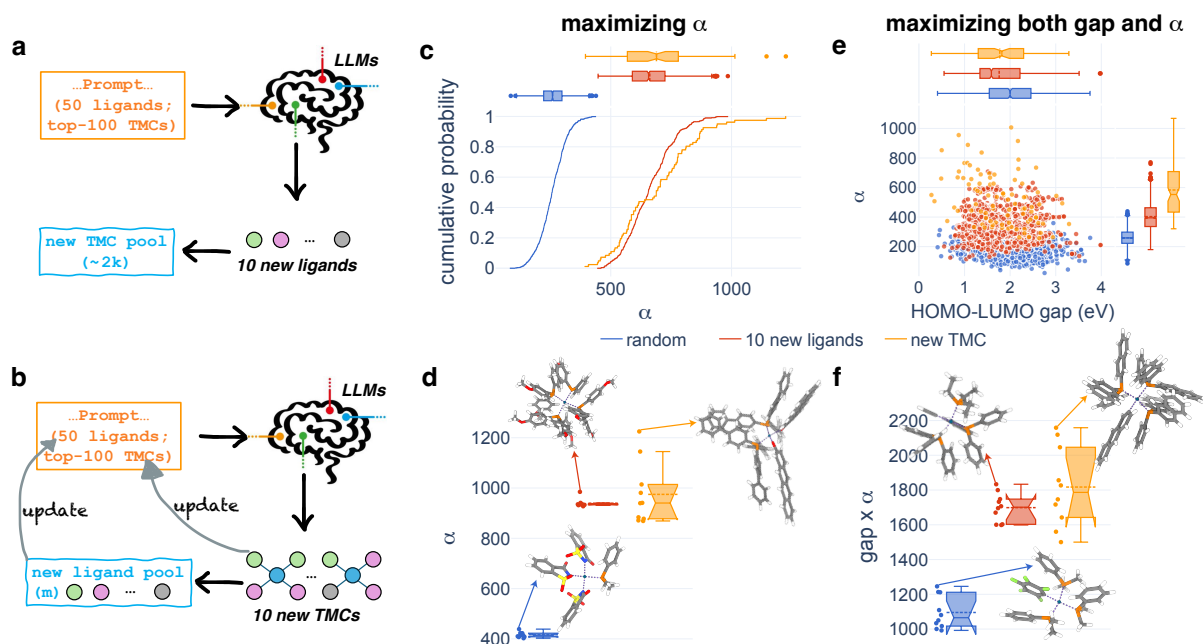 a
...Prompt...
(50 ligands;
top-100 TMCs)
LLMs
new TMC pool
(~2k)
...
10 new ligands
b
...Prompt...
(50 ligands;
top-100 TMCs)
LLMs
update
update
new ligand pool
(m)
...
...
10 new TMCs
maximizing α
c
cumulative probability
1
0.8
0.6
0.4
0.2
0
500
1000
α
maximizing both gap and α
e
α
1000
800
600
400
200
0
1
2
3
4
HOMO-LUMO gap (eV)
random
10 new ligands
new TMC
d
α
1200
1000
800
600
400
f
gap x α
2200
2000
1800
1600
1400
1200
1000